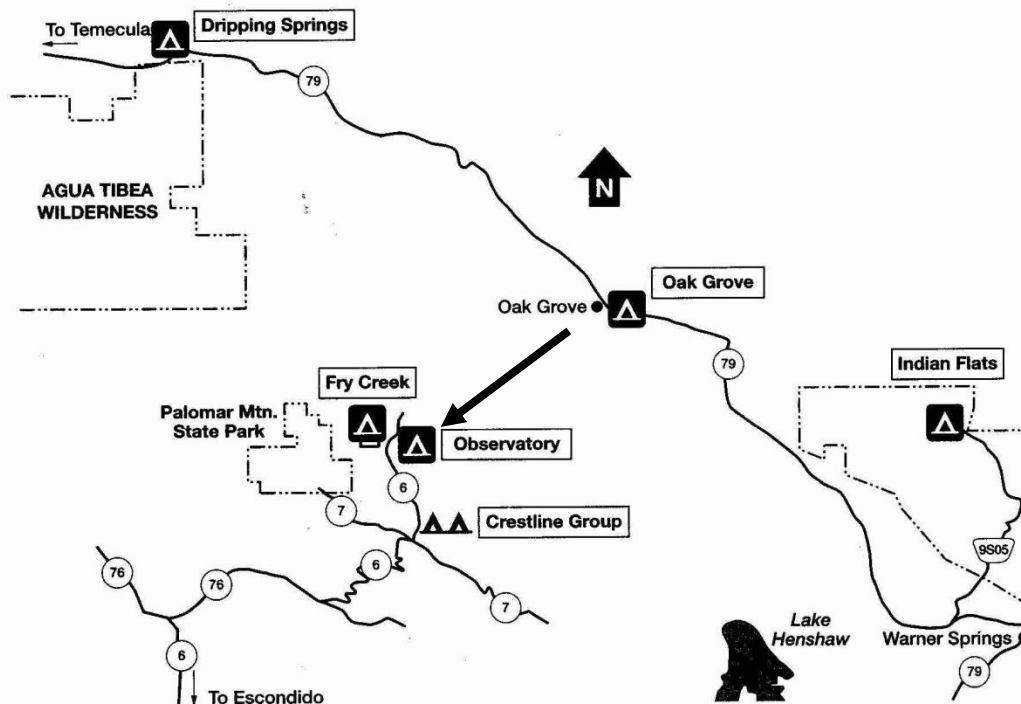 To Temecula
Dripping Springs
79
AGUA TIBEA
WILDERNESS
N
Oak Grove
Oak Grove
79
Indian Flats
Fry Creek
Palomar Mtn.
State Park
Observatory
6
7
Crestline Group
9S05
76
76
6
7
Lake
Henshaw
Warner Springs
6
79
To Escondido